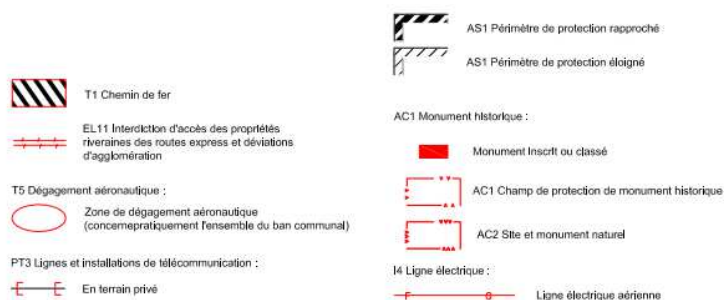 T1 Chemin de fer
EL11 Interdiction d'accès des propriétés
riveraines des routes express et déviations
d'agglomération
T5 Dégagement aéronautique :
Zone de dégagement aéronautique
(concernepratiquement l'ensemble du ban communal)
PT3 Lignes et installations de télécommunication :
En terrain privé
AS1 Périmètre de protection rapproché
AS1 Périmètre de protection éloigné
AC1 Monument historique :
Monument Inscrit ou classé
AC1 Champ de protection de monument historique
AC2 Site et monument naturel
I4 Ligne électrique :
Ligne électrique aérienne